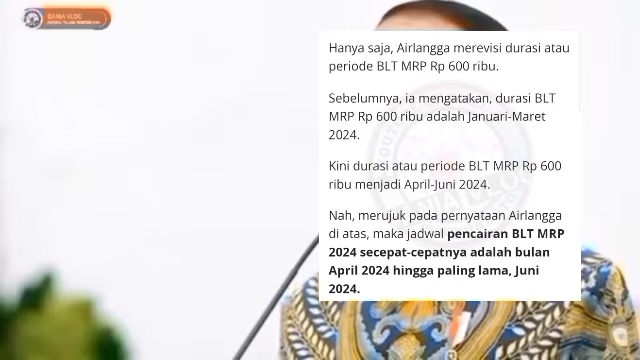 Hanya saja, Airlangga merevisi durasi atau
periode BLT MRP Rp 600 ribu.
Sebelumnya, ia mengatakan, durasi BLT
MRP Rp 600 ribu adalah Januari-Maret
2024.
Kini durasi atau periode BLT MRP Rp 600
ribu menjadi April-Juni 2024.
Nah, merujuk pada pernyataan Airlangga
di atas, maka jadwal pencairan BLT MRP
2024 secepat-cepatnya adalah bulan
April 2024 hingga paling lama, Juni
2024.